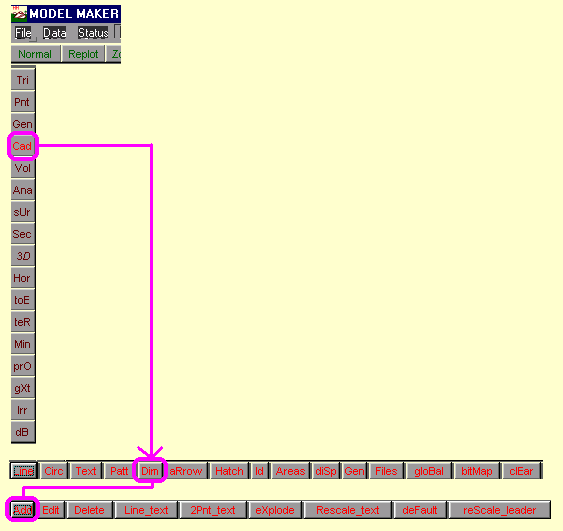 MODEL MAKER
File Data Status
Normal Replot
Tri
Pnt
Gen
Cad
Vol
Ana
sUr
Sec
3D
Hor
toE
teR
Min
prO
gXt
Irr
dB
Line Circ Text Patt Dim aRrow Hatch Id Areas diSp Gen Files gloBal bitMap clEar
Add Edit Delete Line_text 2Pnt_text eXplode Rescale_text deFault reScale_leader